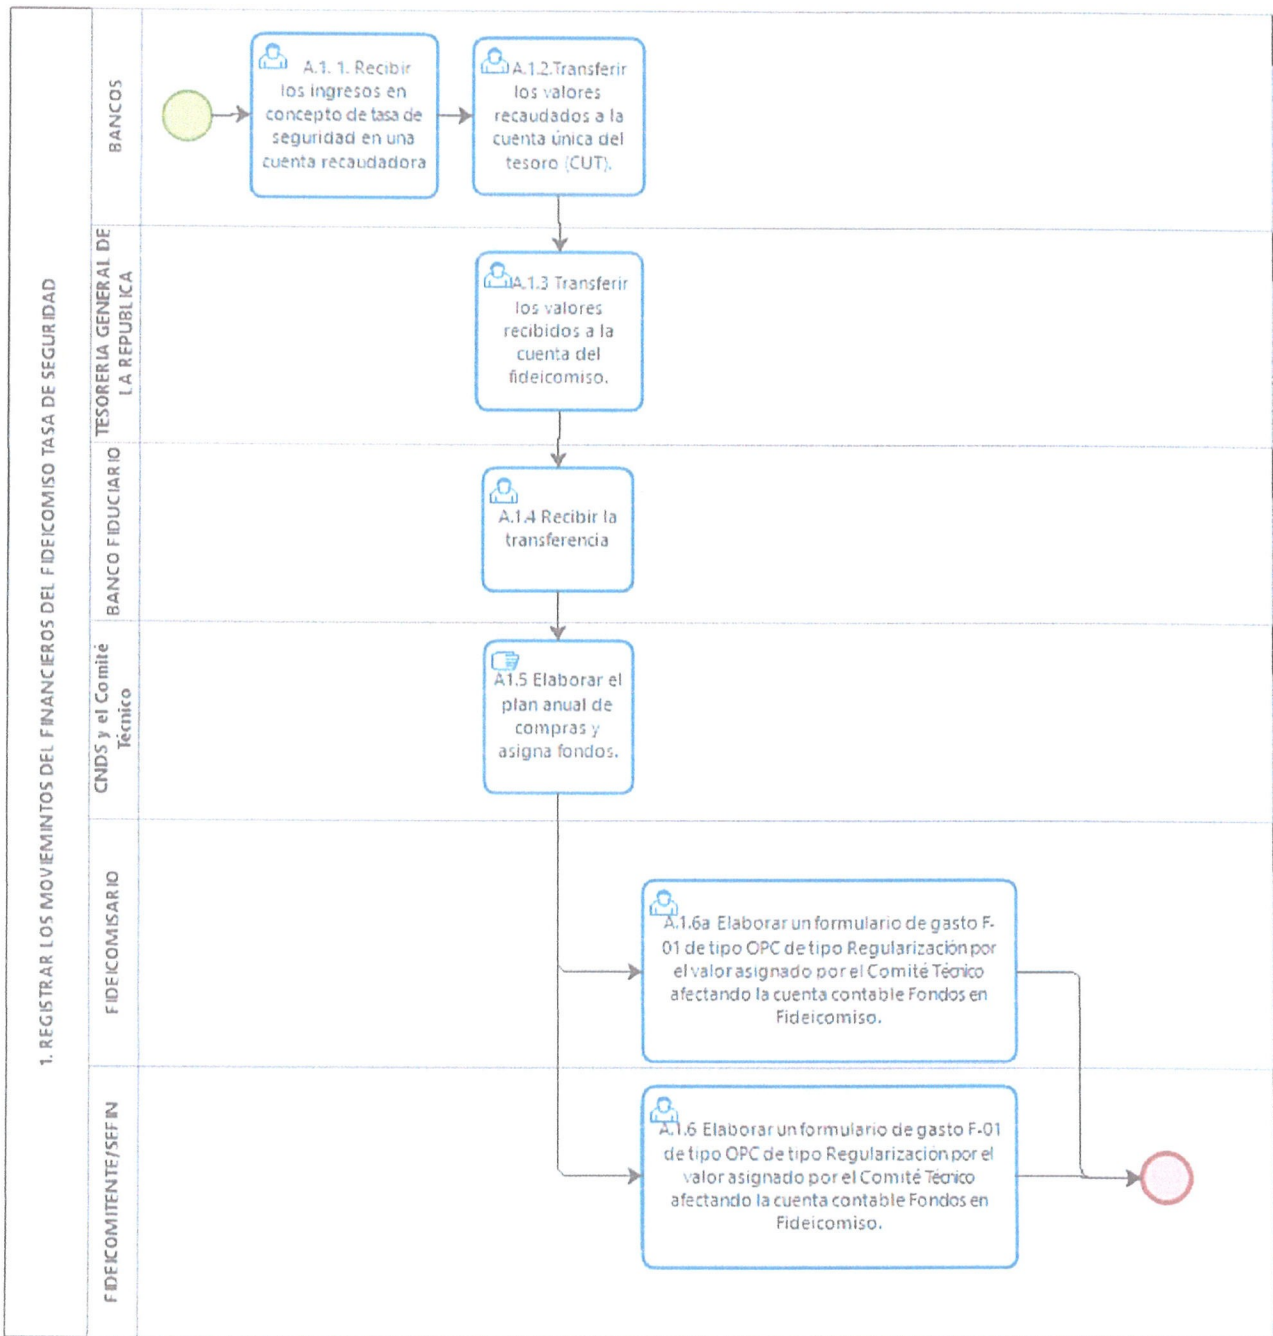 1. REGISTRAR LOS MOVIEMINTOS DEL FINANCIEROS DEL FIDEICOMISO TASA DE SEGURIDAD
BANCOS
A.1. 1. Recibir
los ingresos en
concepto de tasa de
seguridad en una
cuenta recaudadora
A.1.2.Transferir
los valores
recaudados a la
cuenta única del
tesoro (CUT).
TESORERIA GENERAL DE
LA REPUBLICA
A.1.3 Transferir
los valores
recibidos a la
cuenta del
fideicomiso.
BANCO FIDUCIARIO
A.1.4 Recibir la
transferencia
CNDS y el Comité
Técnico
A1.5 Elaborar el
plan anual de
compras y
asigna fondos.
FIDEICOMISARIO
A.1.6a Elaborar un formulario de gasto F-
01 de tipo OPC de tipo Regularización por
el valor asignado por el Comité Técnico
afectando la cuenta contable Fondos en
Fideicomiso.
FIDEICOMITENTE/SEFIN
A.1.6 Elaborar un formulario de gasto F-01
de tipo OPC de tipo Regularización por el
valor asignado por el Comité Técnico
afectando la cuenta contable Fondos en
Fideicomiso.